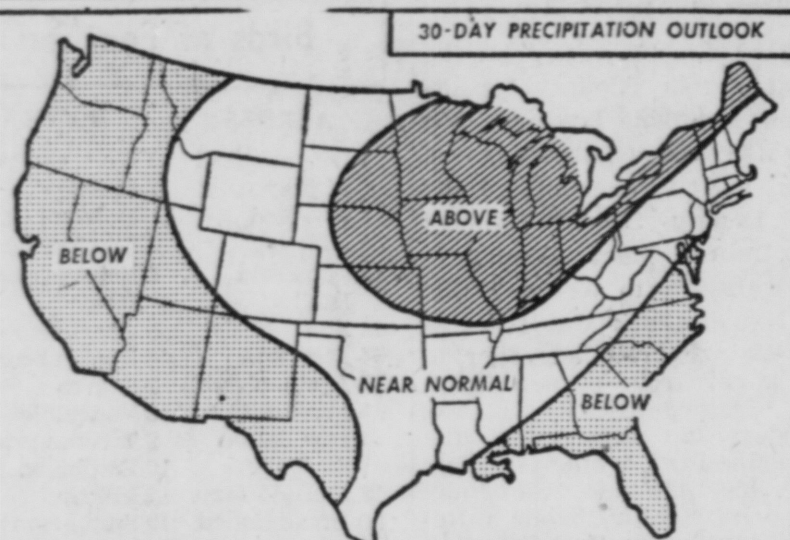 30-DAY PRECIPITATION OUTLOOK
ABOVE
BELOW
NEAR NORMAL
BELOW